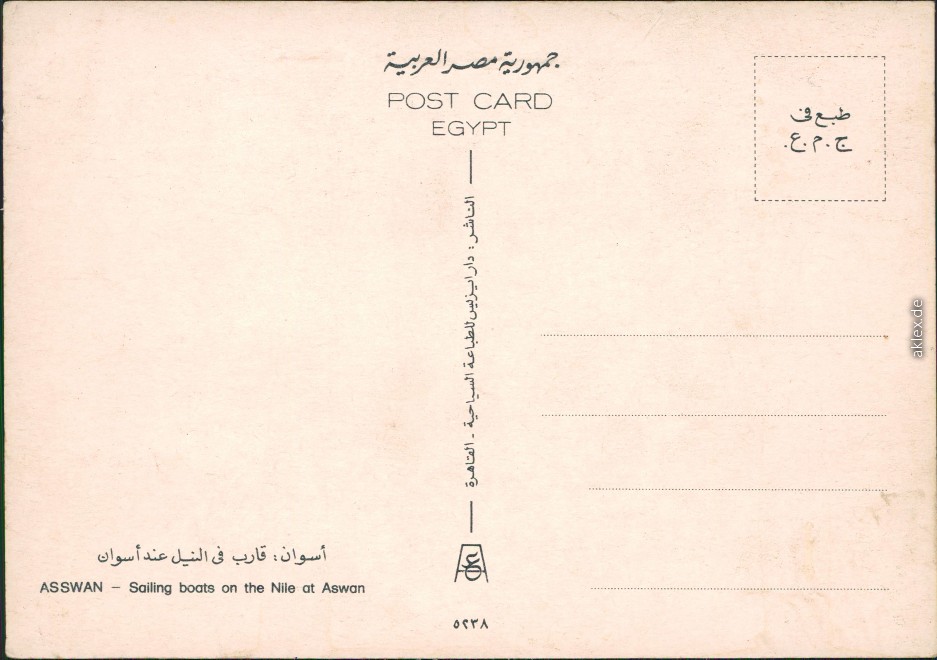 جمهورية مصر العربية
POST CARD
EGYPT
طبع فى
ج.م.ع.
الناشر : دار ايزيس للطباعة السياحية - القاهرة
أسوان: قارب فى النيل عند أسوان
ASSWAN – Sailing boats on the Nile at Aswan
٥٢٣٨
aklex.de